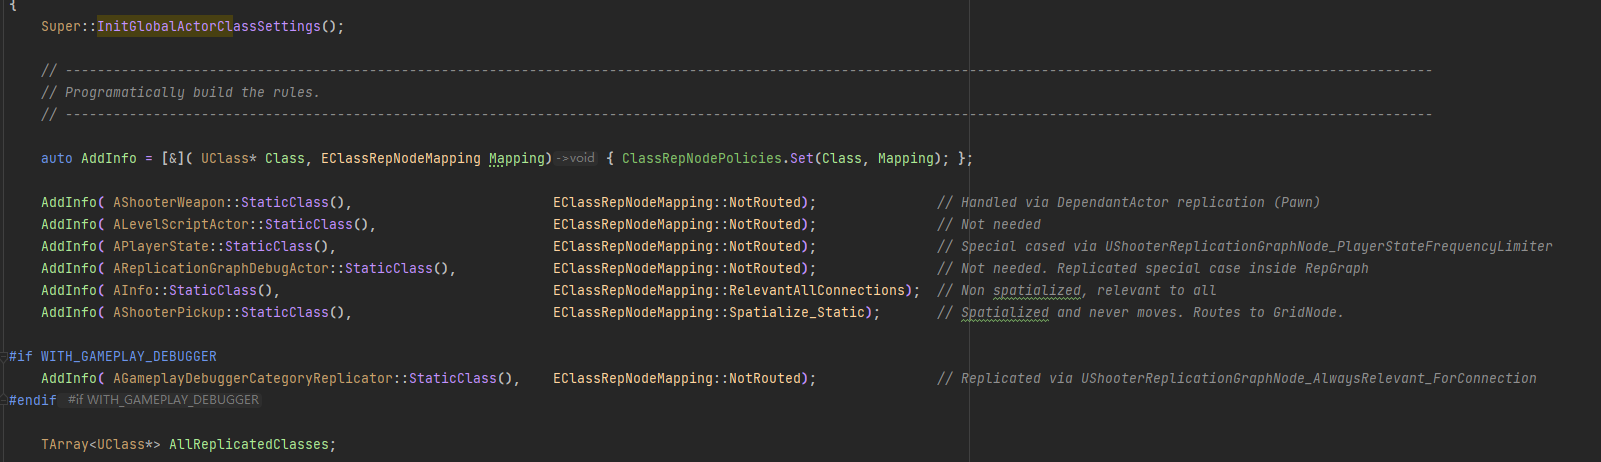 {
Super::InitGlobalActorClassSettings();
// ---------------------------------------------------------------------------------------------------------------------------------------------------------------------------
// Programatically build the rules.
// ---------------------------------------------------------------------------------------------------------------------------------------------------------------------------
auto AddInfo = [&]( UClass* Class, EClassRepNodeMapping Mapping)->void { ClassRepNodePolicies.Set(Class, Mapping); };
AddInfo( AShooterWeapon::StaticClass(), EClassRepNodeMapping::NotRouted); // Handled via DependantActor replication (Pawn)
AddInfo( ALevelScriptActor::StaticClass(), EClassRepNodeMapping::NotRouted); // Not needed
AddInfo( APlayerState::StaticClass(), EClassRepNodeMapping::NotRouted); // Special cased via UShooterReplicationGraphNode_PlayerStateFrequencyLimiter
AddInfo( AReplicationGraphDebugActor::StaticClass(), EClassRepNodeMapping::NotRouted); // Not needed. Replicated special case inside RepGraph
AddInfo( AInfo::StaticClass(), EClassRepNodeMapping::RelevantAllConnections); // Non spatialized, relevant to all
AddInfo( AShooterPickup::StaticClass(), EClassRepNodeMapping::Spatialize_Static); // Spatialized and never moves. Routes to GridNode.
#if WITH_GAMEPLAY_DEBUGGER
AddInfo( AGameplayDebuggerCategoryReplicator::StaticClass(), EClassRepNodeMapping::NotRouted); // Replicated via UShooterReplicationGraphNode_AlwaysRelevant_ForConnection
#endif #if WITH_GAMEPLAY_DEBUGGER
TArray<UClass*> AllReplicatedClasses;